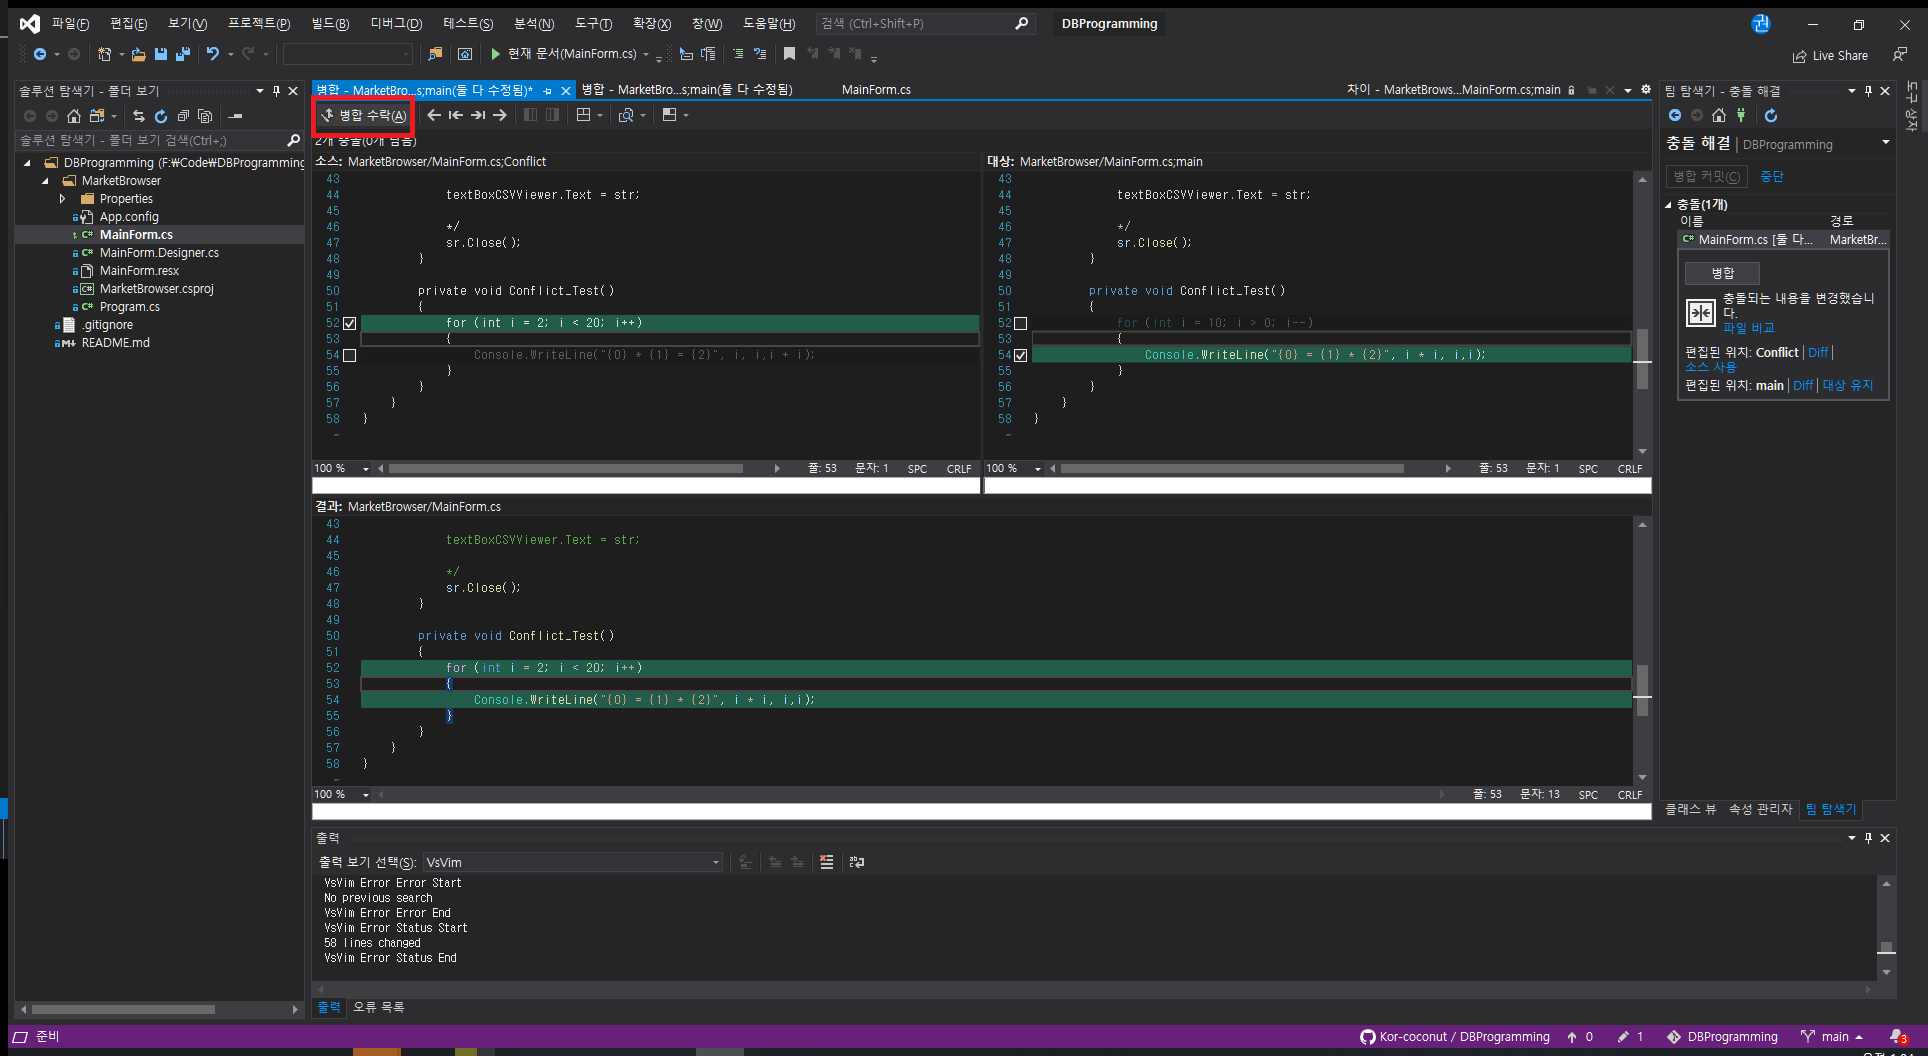 파일(F) 편집(E) 보기(V) 프로젝트(P) 빌드(B) 디버그(D) 테스트(S) 분석(N) 도구(T) 확장(X) 창(W) 도움말(H) 검색 (Ctrl+Shift+P) DBProgramming 권
현재 문서(MainForm.cs) Live Share
솔루션 탐색기 - 폴더 보기
솔루션 탐색기 - 폴더 보기 검색(Ctrl+;)
DBProgramming (F:₩Code₩DBProgramming
MarketBrowser
Properties
App.config
MainForm.cs
MainForm.Designer.cs
MainForm.resx
MarketBrowser.csproj
Program.cs
.gitignore
README.md
병합 - MarketBro...s;main(둘 다 수정됨)* 병합 - MarketBro...s;main(둘 다 수정됨) MainForm.cs 차이 - MarketBrows...MainForm.cs;main
병합 수락(A)
2개 충돌(0개 남음)
소스: MarketBrowser/MainForm.cs;Conflict
43
44 textBoxCSVViewer.Text = str;
45
46 */
47 sr.Close();
48 }
49
50 private void Conflict_Test()
51 {
52 for (int i = 2; i < 20; i++)
53 {
54 Console.WriteLine("{0} * {1} = {2}", i, i,i + i);
55 }
56 }
57 }
58 }
~
100 % 줄: 53 문자: 1 SPC CRLF
대상: MarketBrowser/MainForm.cs;main
43
44 textBoxCSVViewer.Text = str;
45
46 */
47 sr.Close();
48 }
49
50 private void Conflict_Test()
51 {
52 for (int i = 10; i > 0; i--)
53 {
54 Console.WriteLine("{0} = {1} * {2}", i * i, i,i);
55 }
56 }
57 }
58 }
~
100 % 줄: 53 문자: 1 SPC CRLF
결과: MarketBrowser/MainForm.cs
43
44 textBoxCSVViewer.Text = str;
45
46 */
47 sr.Close();
48 }
49
50 private void Conflict_Test()
51 {
52 for (int i = 2; i < 20; i++)
53 {
54 Console.WriteLine("{0} = {1} * {2}", i * i, i,i);
55 }
56 }
57 }
58 }
~
100 % 줄: 53 문자: 13 SPC CRLF
팀 탐색기 - 충돌 해결
충돌 해결 | DBProgramming
병합 커밋(C) 중단
충돌(1개)
이름 경로
MainForm.cs [둘 다... MarketBr...
병합
충돌되는 내용을 변경했습니
다.
파일 비교
편집된 위치: Conflict | Diff |
소스 사용
편집된 위치: main | Diff | 대상 유지
클래스 뷰 속성 관리자 팀 탐색기
도구 상자
출력
출력 보기 선택(S): VsVim
VsVim Error Error Start
No previous search
VsVim Error Error End
VsVim Error Status Start
58 lines changed
VsVim Error Status End
출력 오류 목록
준비 Kor-coconut / DBProgramming 0 1 DBProgramming main 3